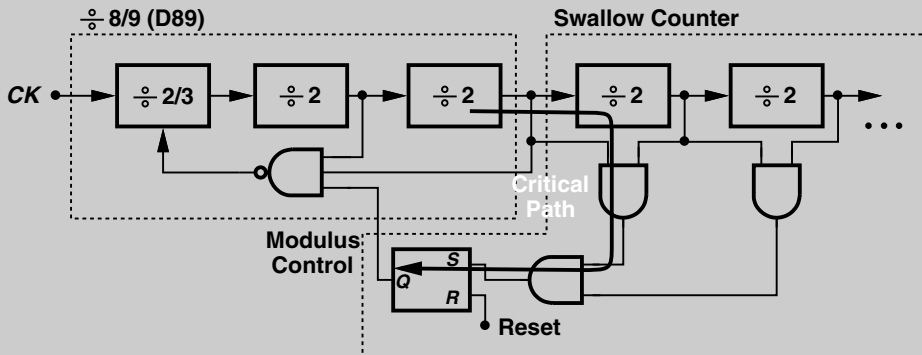 ÷ 8/9 (D89)
Swallow Counter
CK
÷ 2/3
÷ 2
÷ 2
÷ 2
÷ 2
...
Critical
Path
Modulus
Control
S
Q
R
Reset